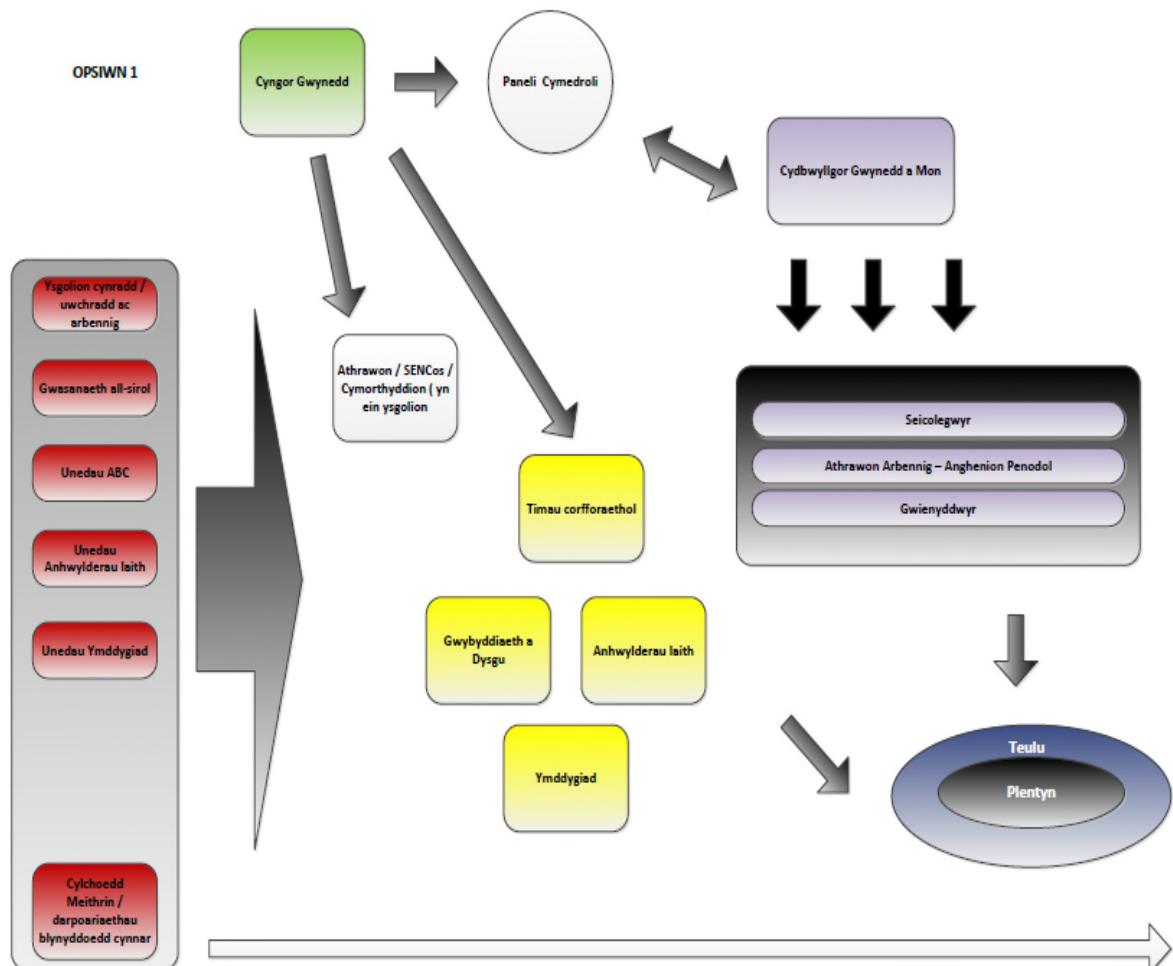 OPSIWN 1
Cyngor Gwynedd
Paneli Cymedroli
Cydbwyllgor Gwynedd a Mon
Ysgolion cynradd /
uwchradd ac
arbennig
Gwasanaeth all-sirol
Unedau ABC
Unedau
Anhwylderau Iaith
Unedau Ymddygiad
Cylchoedd
Meithrin /
darpoariaethau
blynyddoedd cynnar
Athrawon / SENCos /
Cymorthyddion ( yn
ein ysgolion
Timau corfforaethol
Gwybyddiaeth a
Dysgu
Anhwylderau Iaith
Ymddygiad
Seicolegwyr
Athrawon Arbennig – Anghenion Penodol
Gwienyddwyr
Teulu
Plentyn